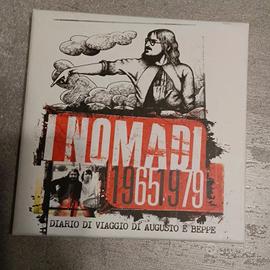 I NOMADI
1965 1979
DIARIO DI VIAGGIO DI AUGUSTO E BEPPE